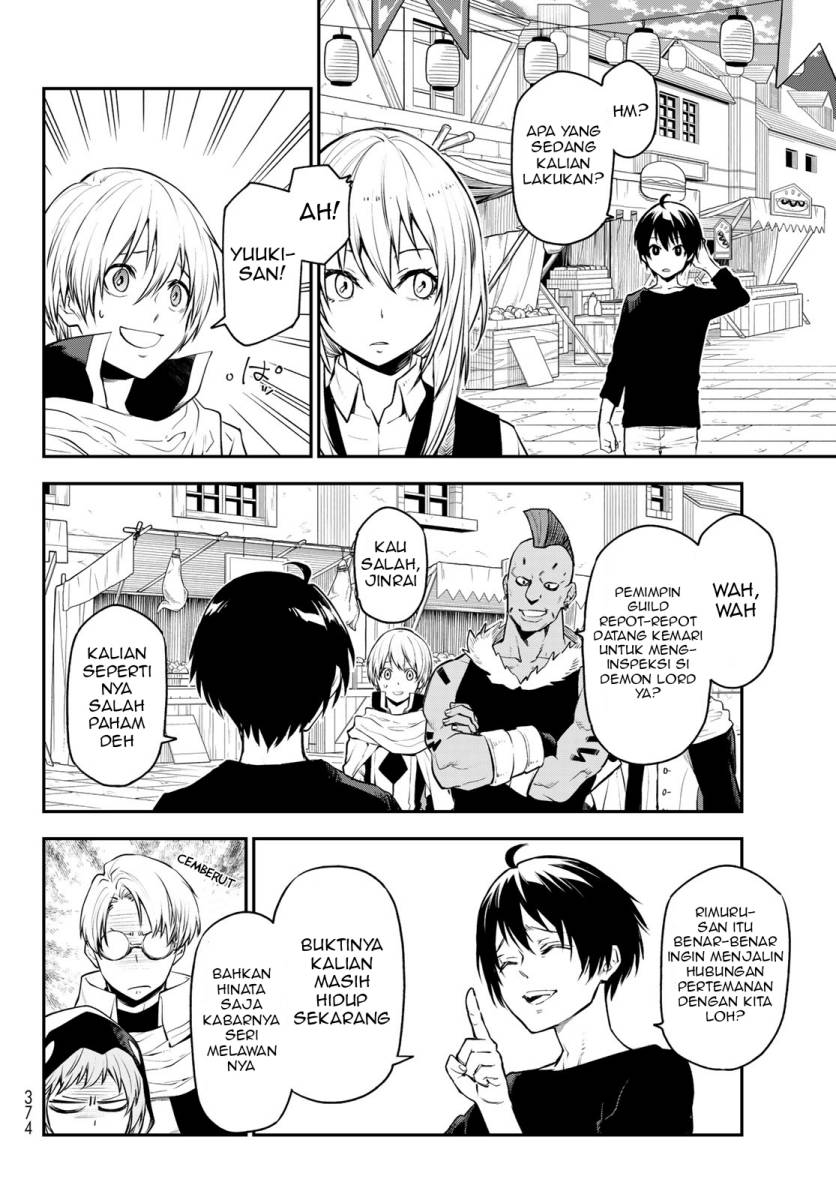 HM?
APA YANG
SEDANG
KALIAN
LAKUKAN?
AH!
YUUKI-
SAN!
ぱっ
WAH,
WAH
PEMIMPIN
GUILD
REPOT-REPOT
DATANG KEMARI
UNTUK MENG-
INSPEKSI SI
DEMON LORD
YA?
KAU
SALAH,
JINRAI
KALIAN
SEPERTI
NYA
SALAH
PAHAM
DEH
RIMURU-
SAN ITU
BENAR-BENAR
INGIN MENJALIN
HUBUNGAN
PERTEMANAN
DENGAN KITA
LOH?
BUKTINYA
KALIAN
MASIH
HIDUP
SEKARANG
BAHKAN
HINATA
SAJA
KABARNYA
SERI
MELAWAN
NYA
CEMBERUT
374